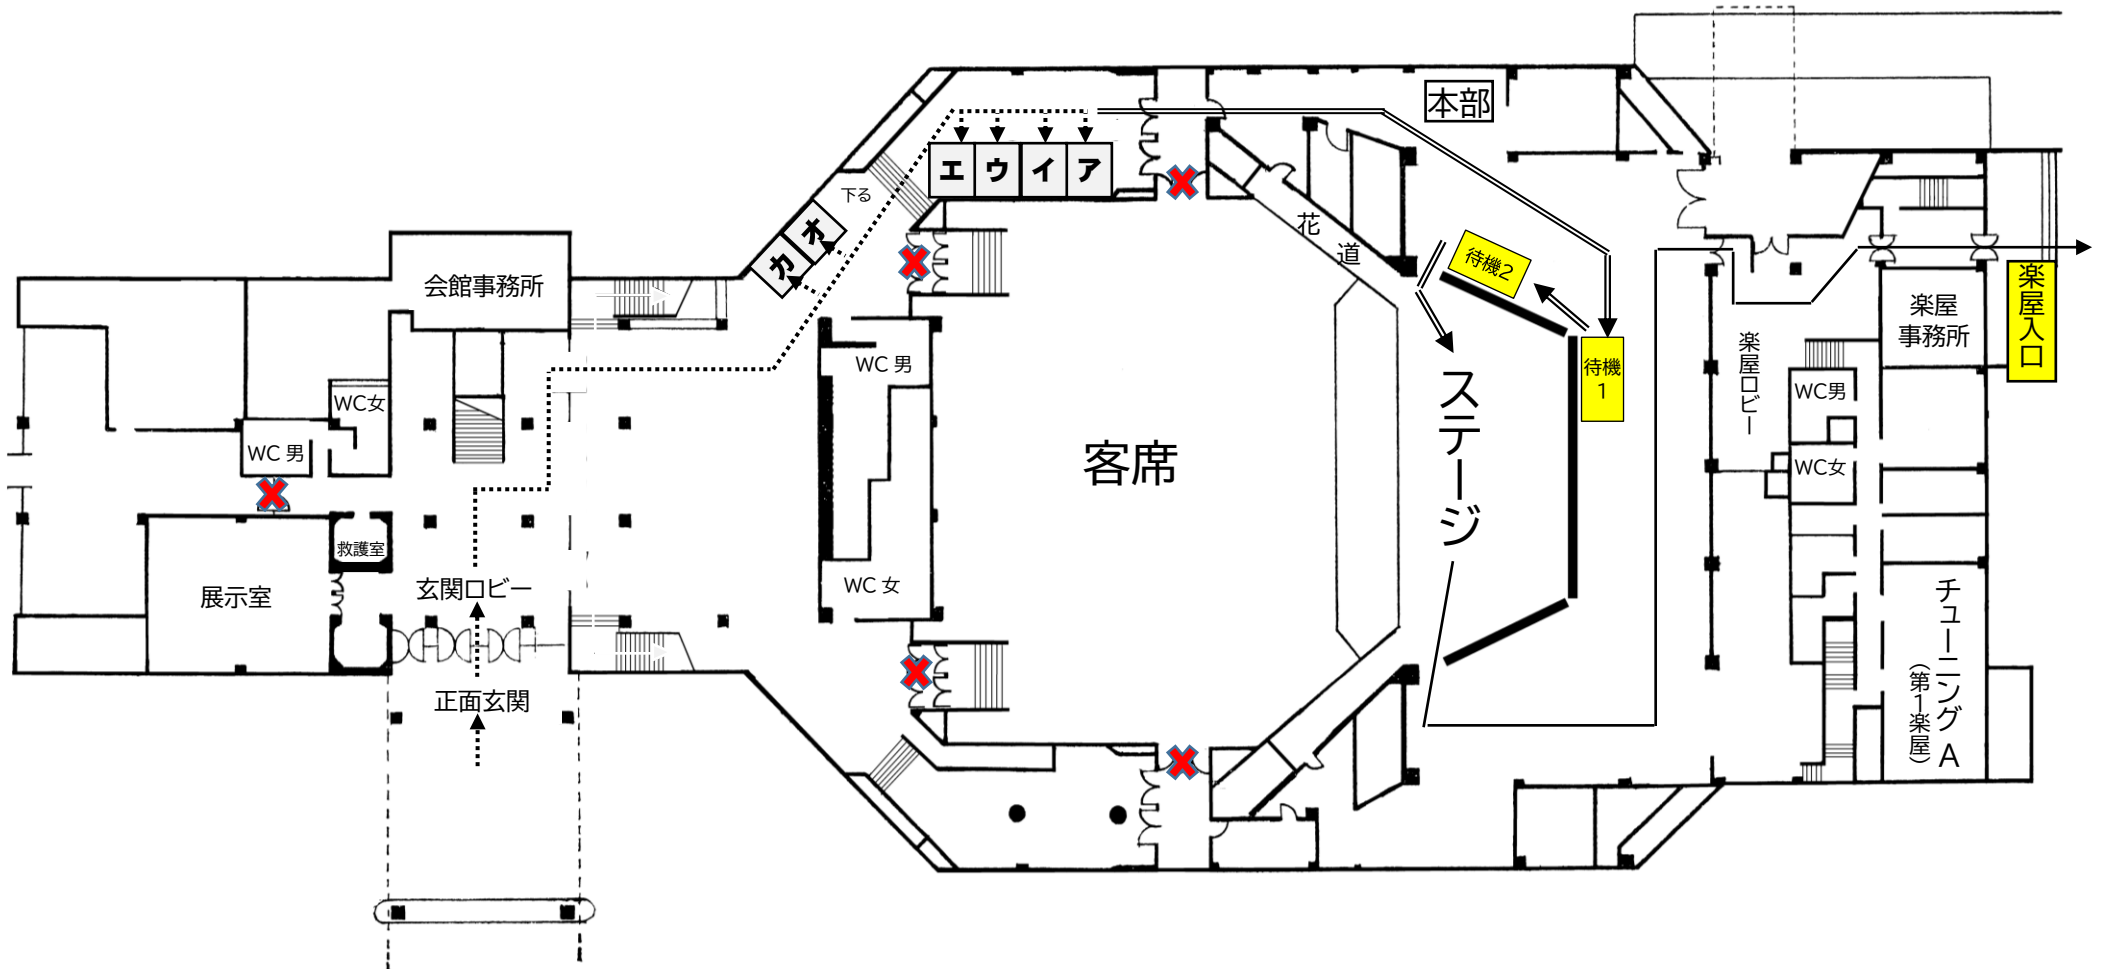 本部
エ
ウ
イ
ア
下る
オ
カ
花道
待機2
待機1
会館事務所
WC 男
WC女
WC 男
客席
ステージ
楽屋ロビー
楽屋事務所
楽屋入口
WC男
WC女
救護室
展示室
玄関ロビー
WC 女
正面玄関
チューニング A
（第1楽屋）